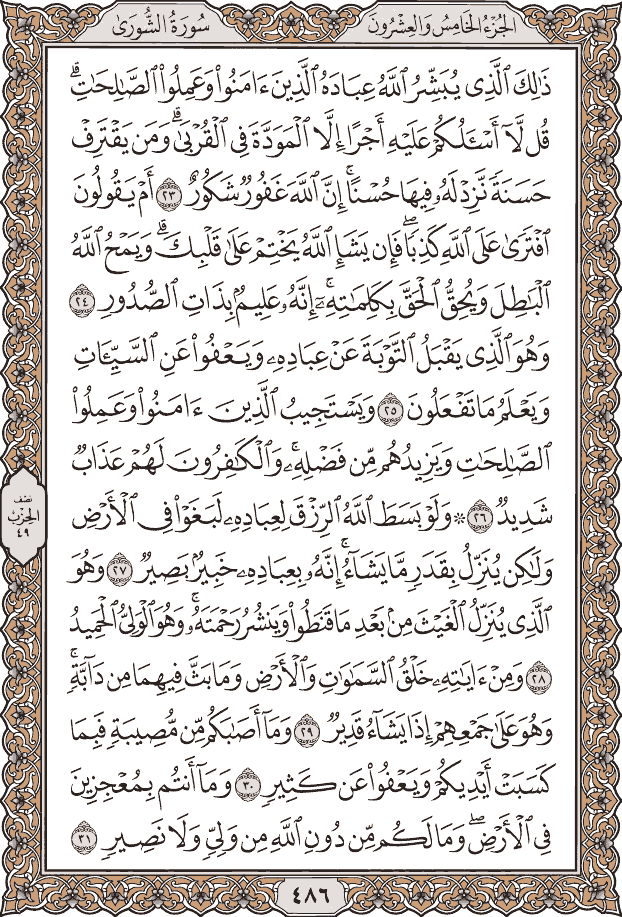 الجُزْءُ الخَامِسُ وَالعِشْرُونَ
سُورَةُ الشُّورَىٰ
ذَٰلِكَ ٱلَّذِى يُبَشِّرُ ٱللَّهُ عِبَادَهُ ٱلَّذِينَ ءَامَنُوا۟ وَعَمِلُوا۟ ٱلصَّـٰلِحَـٰتِ ۗ
قُل لَّآ أَسْـَٔلُكُمْ عَلَيْهِ أَجْرًا إِلَّا ٱلْمَوَدَّةَ فِى ٱلْقُرْبَىٰ ۗ وَمَن يَقْتَرِفْ
حَسَنَةً نَّزِدْ لَهُۥ فِيهَا حُسْنًا ۚ إِنَّ ٱللَّهَ غَفُورٌ شَكُورٌ ٢٣ أَمْ يَقُولُونَ
ٱفْتَرَىٰ عَلَى ٱللَّهِ كَذِبًا ۖ فَإِن يَشَإِ ٱللَّهُ يَخْتِمْ عَلَىٰ قَلْبِكَ ۗ وَيَمْحُ ٱللَّهُ
ٱلْبَـٰطِلَ وَيُحِقُّ ٱلْحَقَّ بِكَلِمَـٰتِهِۦٓ ۚ إِنَّهُۥ عَلِيمٌۢ بِذَاتِ ٱلصُّدُورِ ٢٤
وَهُوَ ٱلَّذِى يَقْبَلُ ٱلتَّوْبَةَ عَنْ عِبَادِهِۦ وَيَعْفُوا۟ عَنِ ٱلسَّيِّـَٔاتِ
وَيَعْلَمُ مَا تَفْعَلُونَ ٢٥ وَيَسْتَجِيبُ ٱلَّذِينَ ءَامَنُوا۟ وَعَمِلُوا۟
ٱلصَّـٰلِحَـٰتِ وَيَزِيدُهُم مِّن فَضْلِهِۦ ۚ وَٱلْكَـٰفِرُونَ لَهُمْ عَذَابٌ
شَدِيدٌ ٢٦ ۞ وَلَوْ بَسَطَ ٱللَّهُ ٱلرِّزْقَ لِعِبَادِهِۦ لَبَغَوْا۟ فِى ٱلْأَرْضِ
وَلَـٰكِن يُنَزِّلُ بِقَدَرٍ مَّا يَشَآءُ ۚ إِنَّهُۥ بِعِبَادِهِۦ خَبِيرٌۢ بَصِيرٌ ٢٧ وَهُوَ
ٱلَّذِى يُنَزِّلُ ٱلْغَيْثَ مِنۢ بَعْدِ مَا قَنَطُوا۟ وَيَنشُرُ رَحْمَتَهُۥ ۚ وَهُوَ ٱلْوَلِىُّ ٱلْحَمِيدُ
٢٨ وَمِنْ ءَايَـٰتِهِۦ خَلْقُ ٱلسَّمَـٰوَٰتِ وَٱلْأَرْضِ وَمَا بَثَّ فِيهِمَا مِن دَآبَّةٍ ۚ
وَهُوَ عَلَىٰ جَمْعِهِمْ إِذَا يَشَآءُ قَدِيرٌ ٢٩ وَمَآ أَصَـٰبَكُم مِّن مُّصِيبَةٍ فَبِمَا
كَسَبَتْ أَيْدِيكُمْ وَيَعْفُوا۟ عَن كَثِيرٍ ٣٠ وَمَآ أَنتُم بِمُعْجِزِينَ
فِى ٱلْأَرْضِ ۖ وَمَا لَكُم مِّن دُونِ ٱللَّهِ مِن وَلِىٍّ وَلَا نَصِيرٍ ٣١
نصف
الحزب
٤٩
٤٨٦